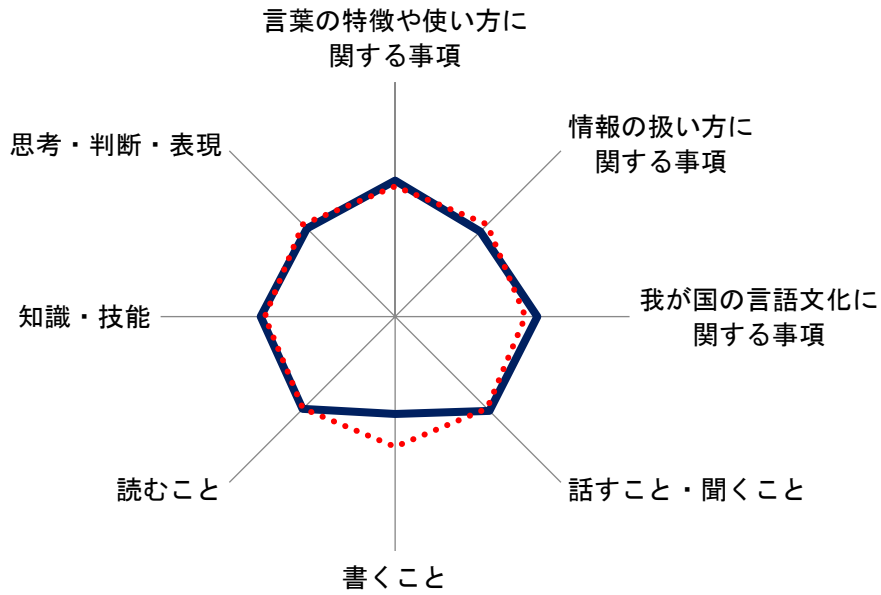 言葉の特徴や使い方に
関する事項
情報の扱い方に
関する事項
我が国の言語文化に
関する事項
話すこと・聞くこと
書くこと
読むこと
知識・技能
思考・判断・表現